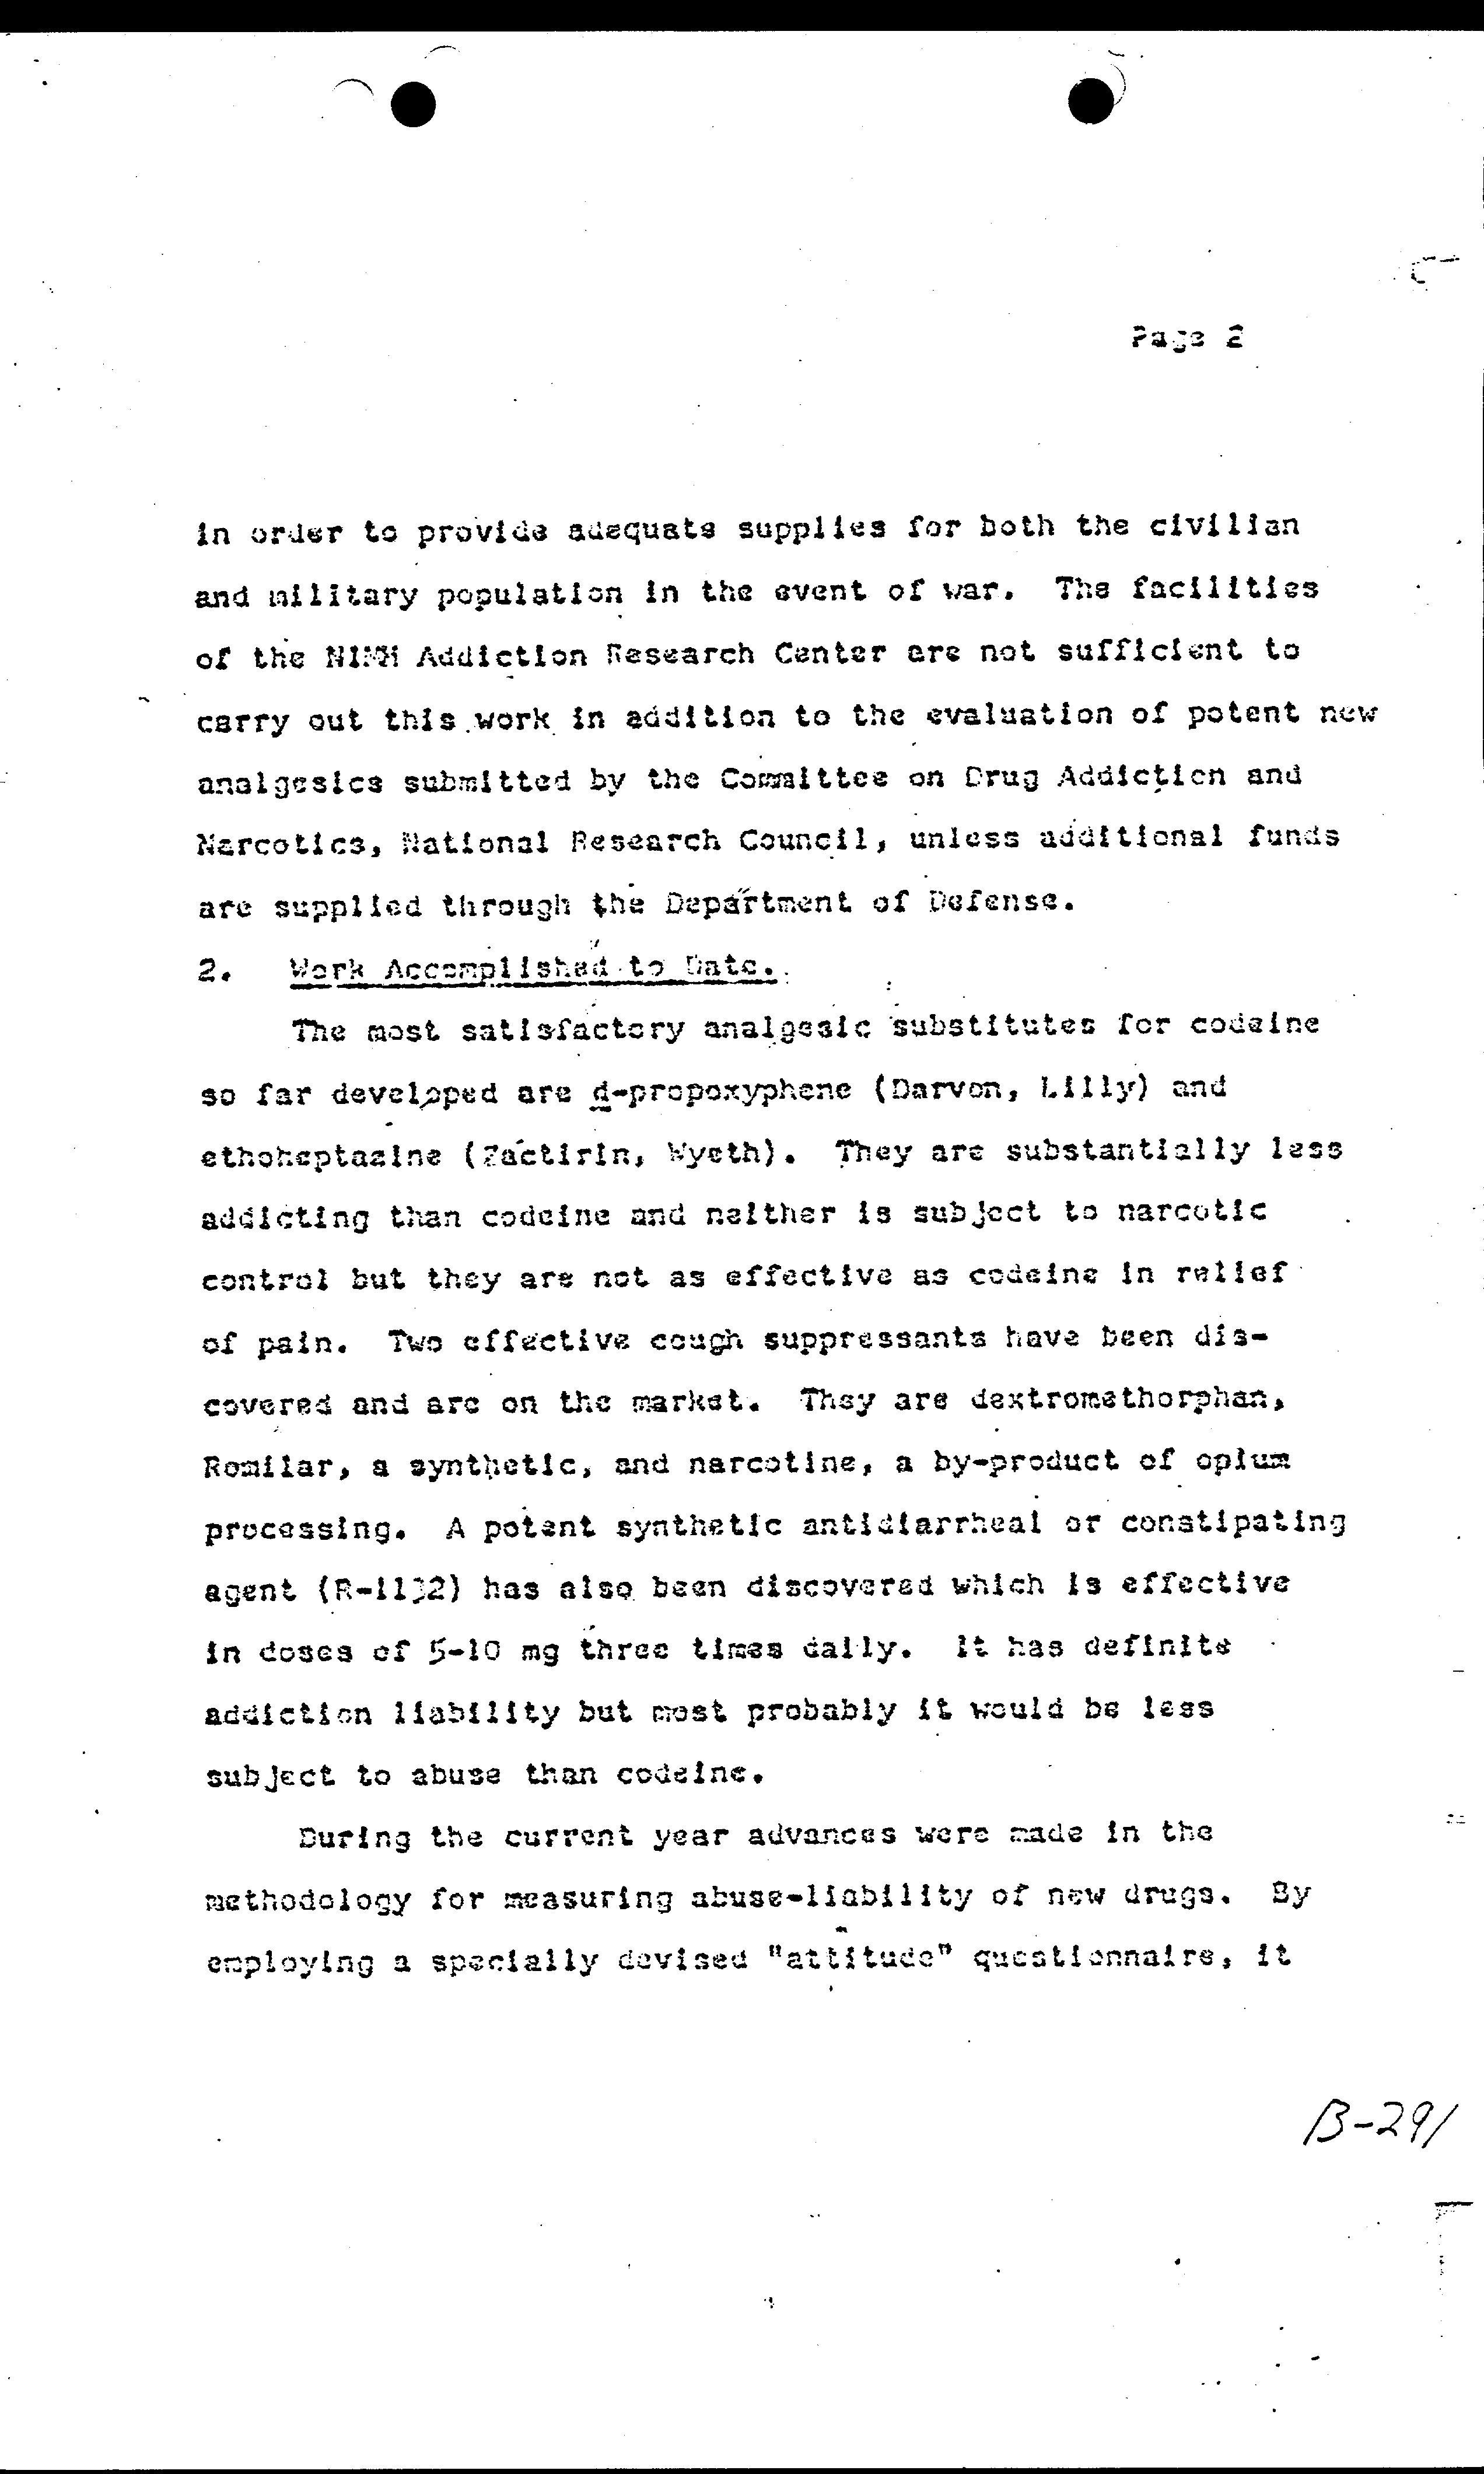 Page 2
in order to provide adequate supplies for both the civilian
and military population in the event of war. The facilities
of the NIMH Addiction Research Center are not sufficient to
carry out this work in addition to the evaluation of potent new
analgesics submitted by the Committee on Drug Addiction and
Narcotics, National Research Council, unless additional funds
are supplied through the Department of Defense.
2. Work Accomplished to Date.
The most satisfactory analgesic substitutes for codeine
so far developed are d-propoxyphene (Darvon, Lilly) and
ethoheptazine (Zactirin, Wyeth). They are substantially less
addicting than codeine and neither is subject to narcotic
control but they are not as effective as codeine in relief
of pain. Two effective cough suppressants have been dis-
covered and are on the market. They are dextromethorphan,
Romilar, a synthetic, and narcotine, a by-product of opium
processing. A potent synthetic antidiarrheal or constipating
agent (R-1132) has also been discovered which is effective
in doses of 5-10 mg three times daily. It has definite
addiction liability but most probably it would be less
subject to abuse than codeine.
During the current year advances were made in the
methodology for measuring abuse-liability of new drugs. By
employing a specially devised "attitude" questionnaire, it
B-291